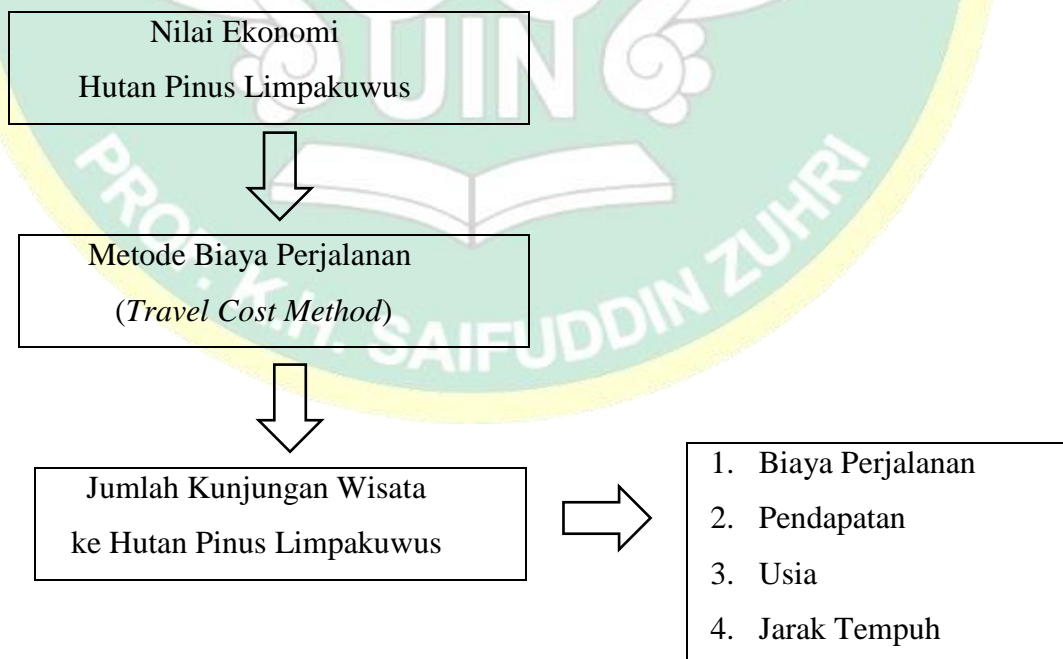 UIN
Nilai Ekonomi
Hutan Pinus Limpakuwus
Metode Biaya Perjalanan
(Travel Cost Method)
PROF. K.H. SAIFUDDIN ZUHRI
Jumlah Kunjungan Wisata
ke Hutan Pinus Limpakuwus
1. Biaya Perjalanan
2. Pendapatan
3. Usia
4. Jarak Tempuh